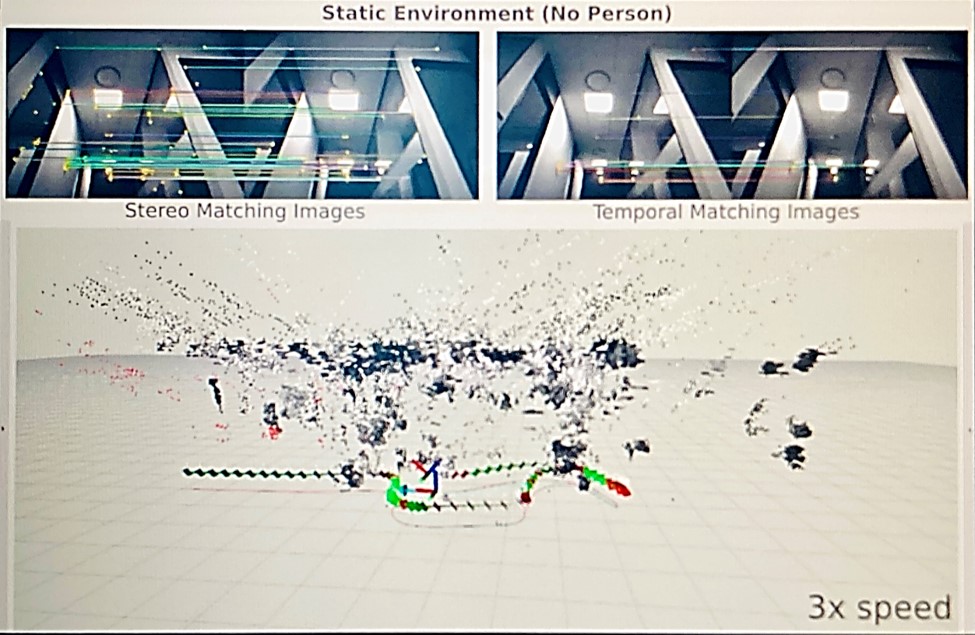 Static Environment (No Person)
Stereo Matching Images
Temporal Matching Images
3x speed